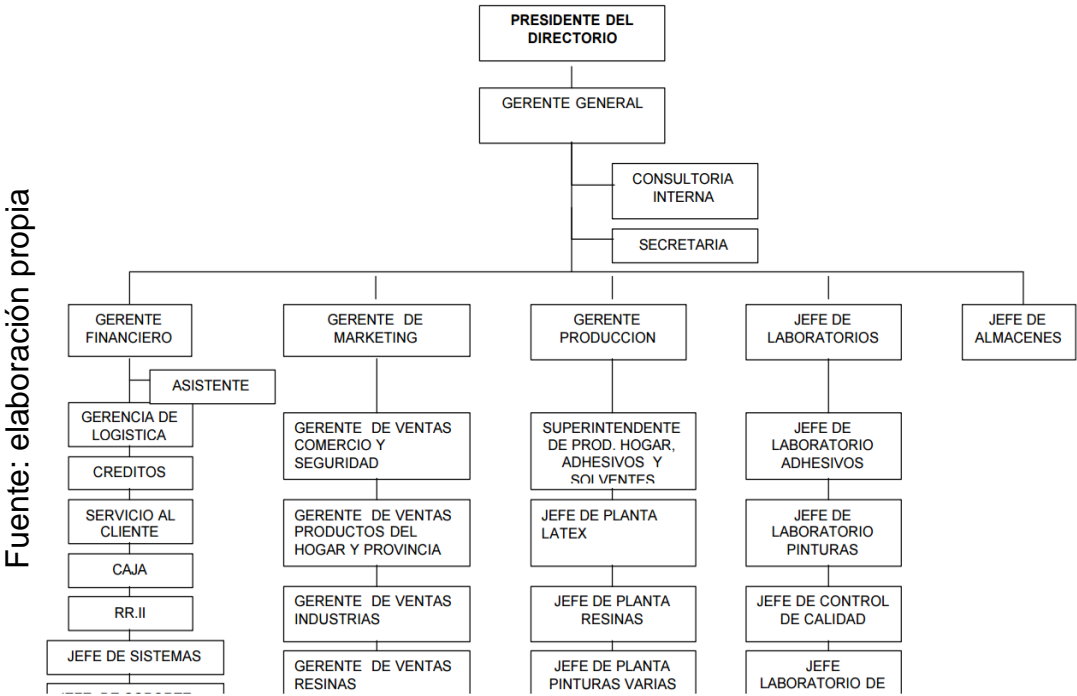 PRESIDENTE DEL
DIRECTORIO
GERENTE GENERAL
CONSULTORIA
INTERNA
SECRETARIA
Fuente: elaboración propia
GERENTE
FINANCIERO
ASISTENTE
GERENCIA DE
LOGISTICA
CREDITOS
SERVICIO AL
CLIENTE
CAJA
RR.II
JEFE DE SISTEMAS
GERENTE DE
MARKETING
GERENTE DE VENTAS
COMERCIO Y
SEGURIDAD
GERENTE DE VENTAS
PRODUCTOS DEL
HOGAR Y PROVINCIA
GERENTE DE VENTAS
INDUSTRIAS
GERENTE DE VENTAS
RESINAS
GERENTE
PRODUCCION
SUPERINTENDENTE
DE PROD. HOGAR,
ADHESIVOS Y
SOLVENTES
JEFE DE PLANTA
LATEX
JEFE DE PLANTA
RESINAS
JEFE DE PLANTA
PINTURAS VARIAS
JEFE DE
LABORATORIOS
JEFE DE
LABORATORIO
ADHESIVOS
JEFE DE
LABORATORIO
PINTURAS
JEFE DE CONTROL
DE CALIDAD
JEFE
LABORATORIO DE
JEFE DE
ALMACENES